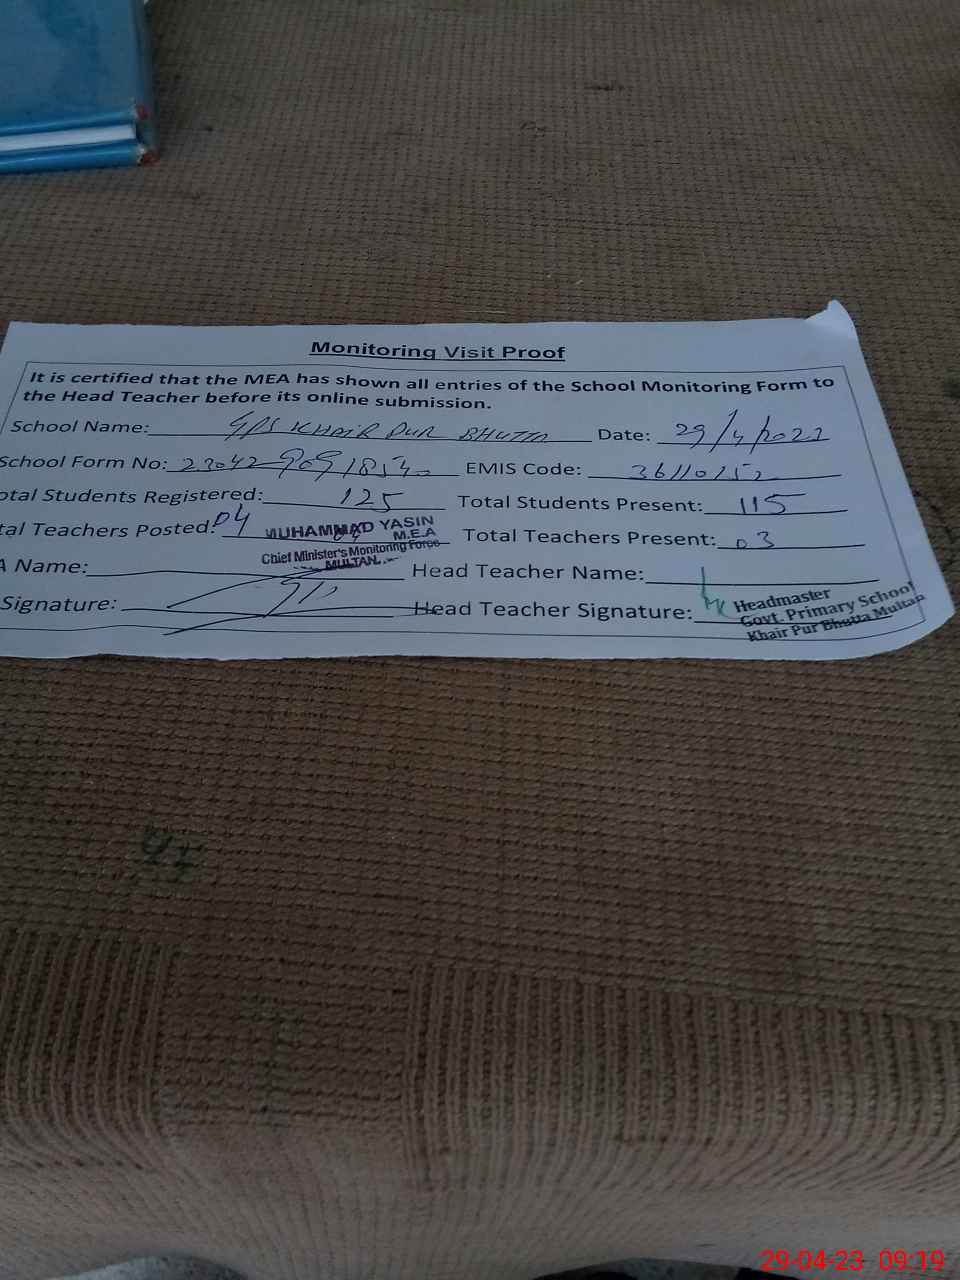 Monitoring Visit Proof
It is certified that the MEA has shown all entries of the School Monitoring Form to
the Head Teacher before its online submission.
School Name: GPS KHAIR PUR BHUTTA Date: 29/4/2023
School Form No: EMIS Code: 36110152
otal Students Registered: 125 Total Students Present: 115
tal Teachers Posted: 04 Total Teachers Present: 03
MUHAMMAD YASIN
M.E.A
Chief Minister's Monitoring Force
MULTAN
A Name: Head Teacher Name:
Signature: Head Teacher Signature:
Headmaster
Govt. Primary School
Khair Pur Bhutta Multan
29-04-23 09:19